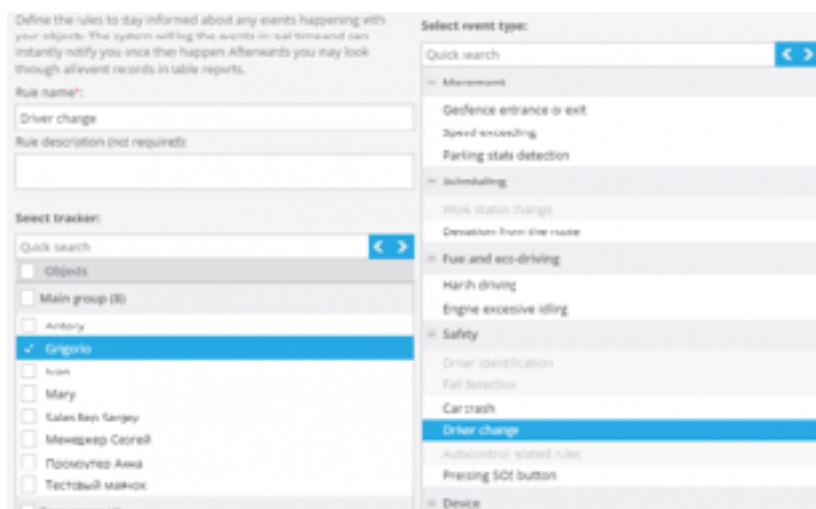 Define the rules to stay informed about any events happening with
your objects. The system will log the events in real time and can
instantly notify you once they happen Afterwards you may look
through all event records in table reports.
Rule name*:
Driver change
Rule description (not required):
Select tracker:
Quick search
Objects
Main group (8)
Antony
Grigorio
Ivan
Mary
Sales Rep Sergey
Менеджер Сергей
Промоутер Анна
Тестовый маячок
Select event type:
Quick search
Movement
Geofence entrance or exit
Speed exceeding
Parking state detection
Scheduling
Work status change
Deviation from the route
Fuel and eco-driving
Harsh driving
Engine excessive idling
Safety
Driver identification
Fall detection
Car crash
Driver change
Autocontrol related rules
Pressing SOS button
Device